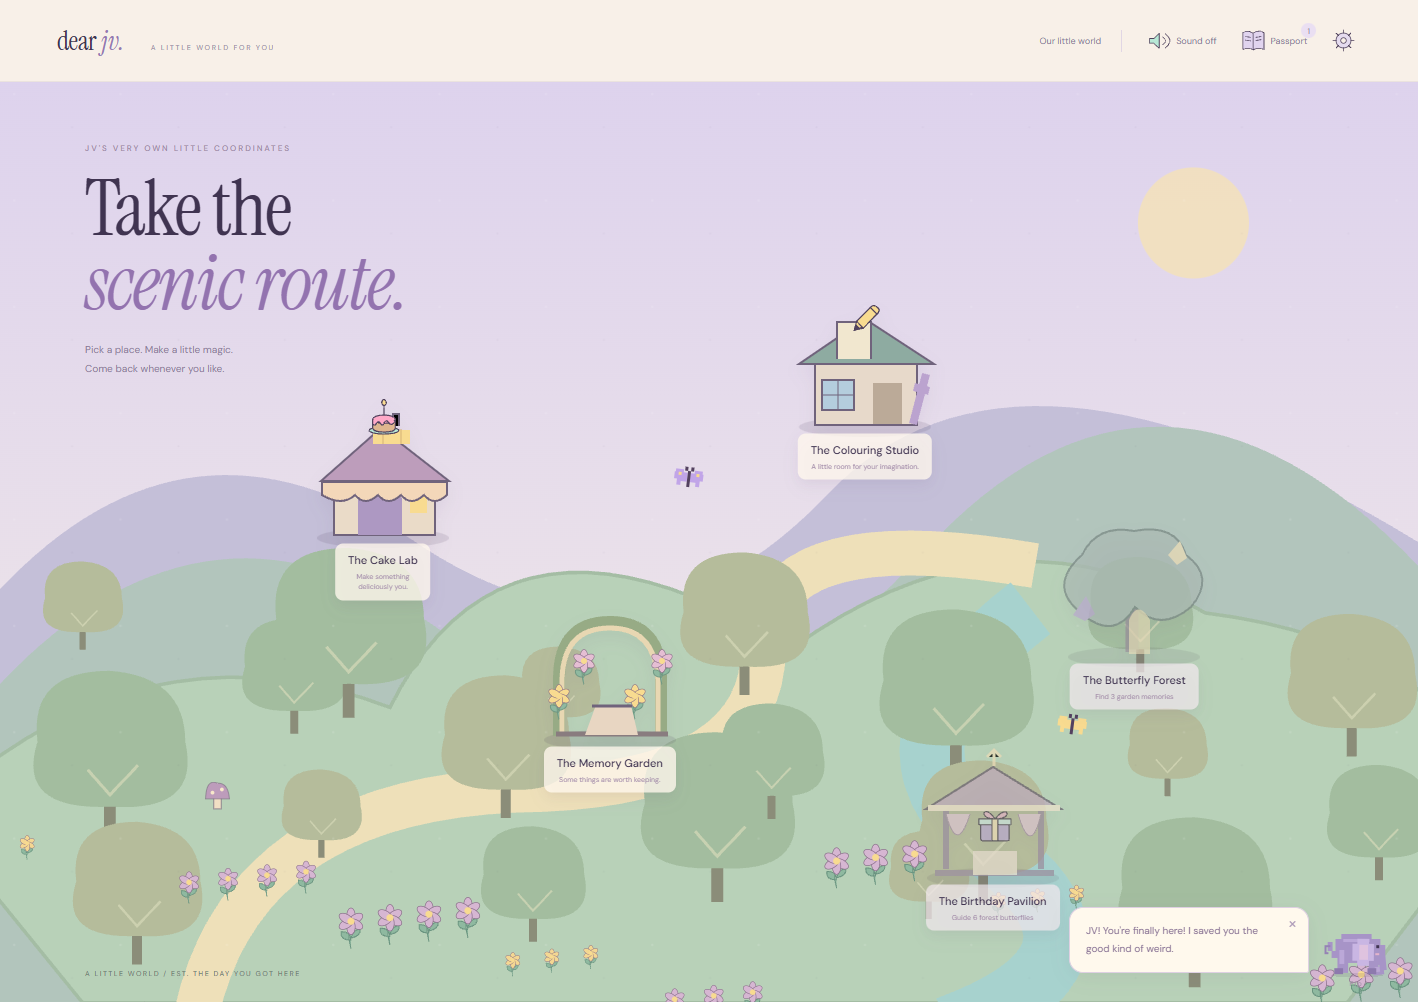 dear jv.
A LITTLE WORLD FOR YOU
Our little world
Sound off
Passport
1
JV'S VERY OWN LITTLE COORDINATES
Take the
scenic route.
Pick a place. Make a little magic.
Come back whenever you like.
The Colouring Studio
A little room for your imagination.
The Cake Lab
Make something
deliciously you.
The Butterfly Forest
Find 3 garden memories
The Memory Garden
Some things are worth keeping.
The Birthday Pavilion
Guide 6 forest butterflies
JV! You're finally here! I saved you the
good kind of weird.
×
A LITTLE WORLD / EST. THE DAY YOU GOT HERE